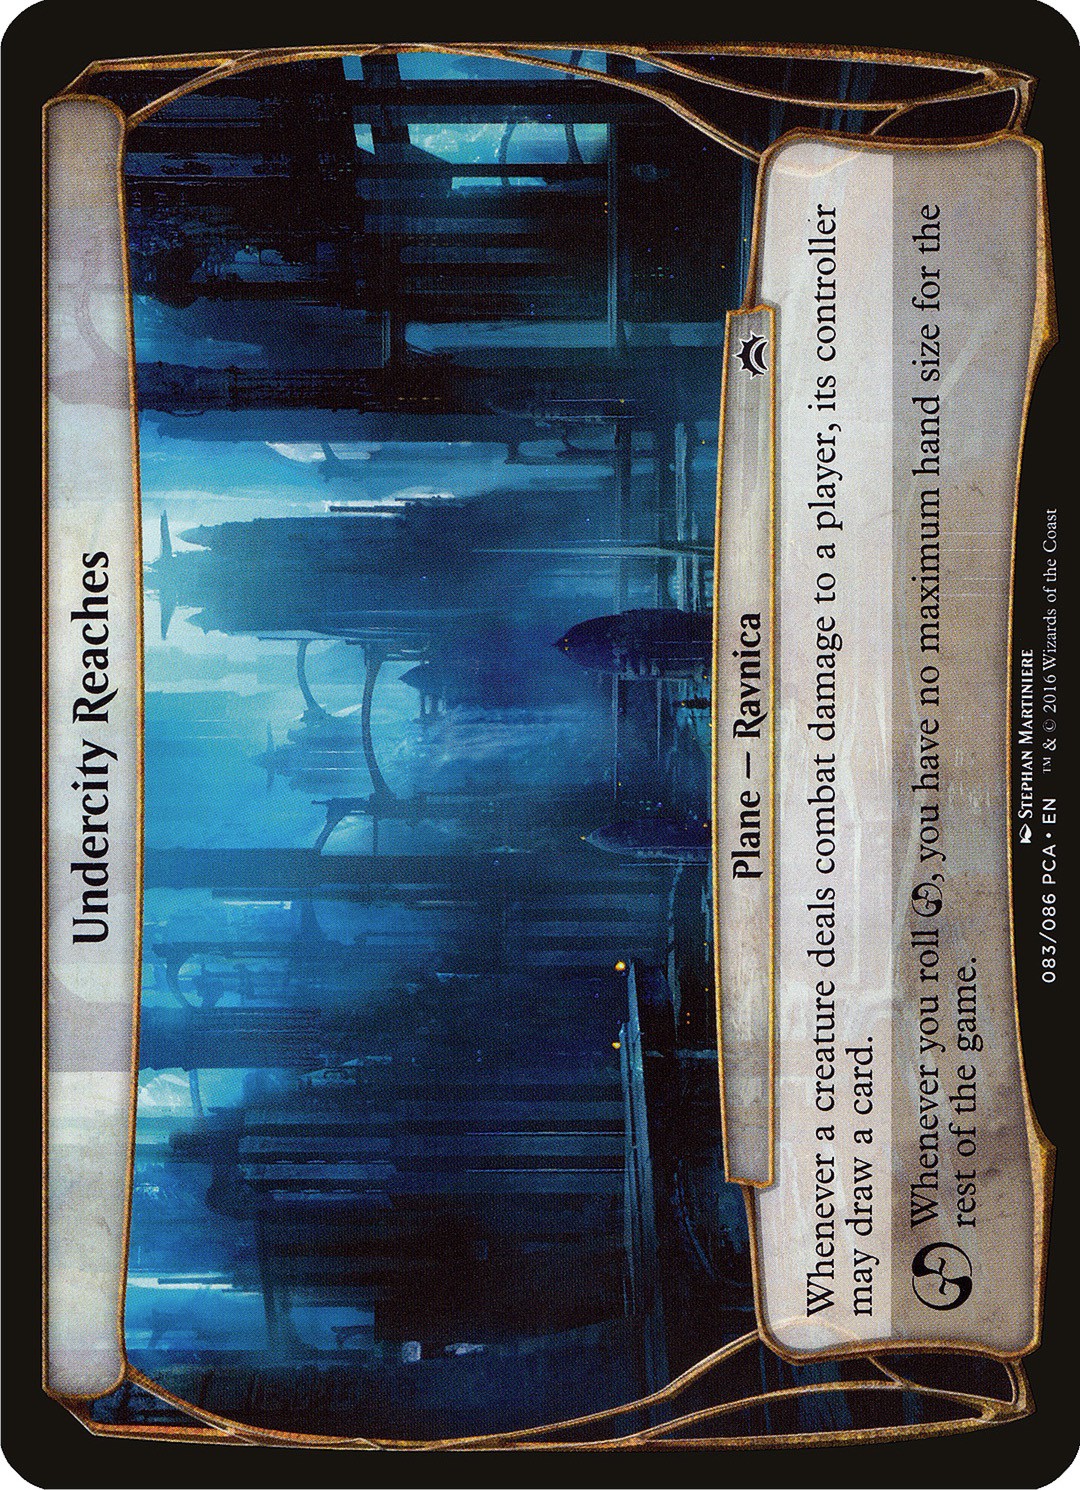 Undercity Reaches
Plane — Ravnica
Whenever a creature deals combat damage to a player, its controller
may draw a card.
Whenever you roll , you have no maximum hand size for the
rest of the game.
Stephan Martiniere
083/086 PCA • EN ™ & © 2016 Wizards of the Coast